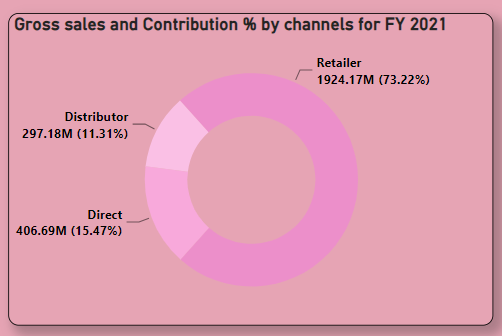 Gross sales and Contribution % by channels for FY 2021
Retailer
1924.17M (73.22%)
Distributor
297.18M (11.31%)
Direct
406.69M (15.47%)